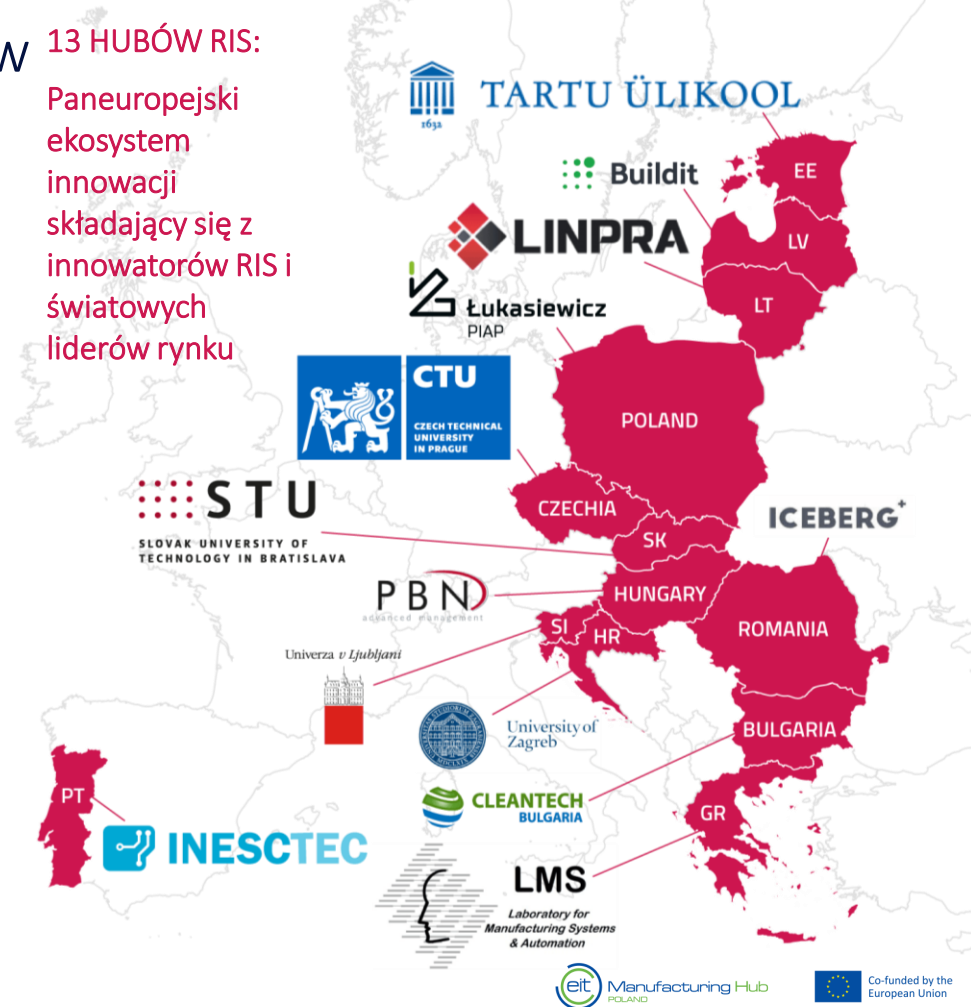 W
13 HUBÓW RIS:
Paneuropejski
ekosystem
innowacji
składający się z
innowatorów RIS i
światowych
liderów rynku
1632
TARTU ÜLIKOOL
EE
Buildit
LINPRA
LV
LT
Łukasiewicz
PIAP
CTU
CZECH TECHNICAL
UNIVERSITY
IN PRAGUE
POLAND
CZECHIA
STU
SLOVAK UNIVERSITY OF
TECHNOLOGY IN BRATISLAVA
SK
ICEBERG+
PBN
advanced management
HUNGARY
SI
HR
ROMANIA
Univerza v Ljubljani
University of
Zagreb
BULGARIA
CLEANTECH
BULGARIA
PT
INESCTEC
GR
LMS
Laboratory for
Manufacturing Systems
& Automation
eit Manufacturing Hub
POLAND
Co-funded by the
European Union